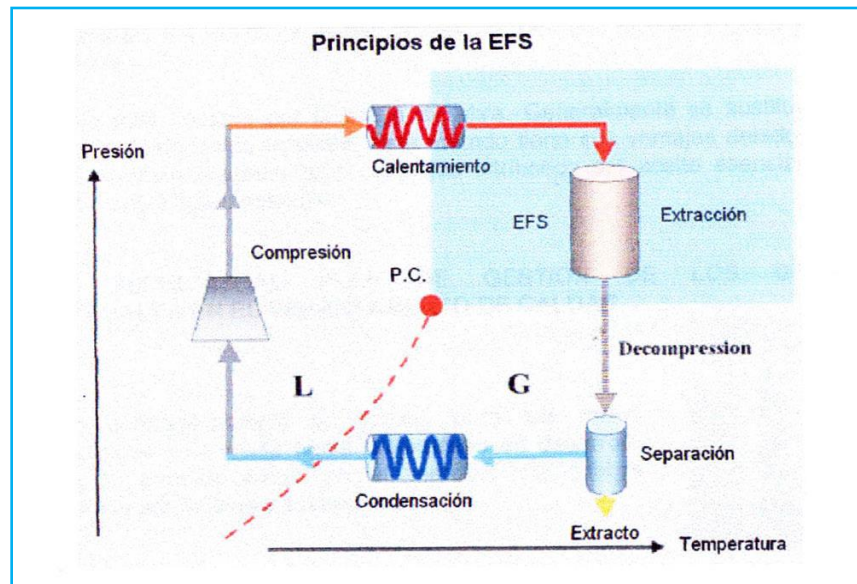 Principios de la EFS
Presión
Calentamiento
EFS
Extracción
Compresión
P.C.
Decompression
L
G
Separación
Condensación
Extracto
Temperatura